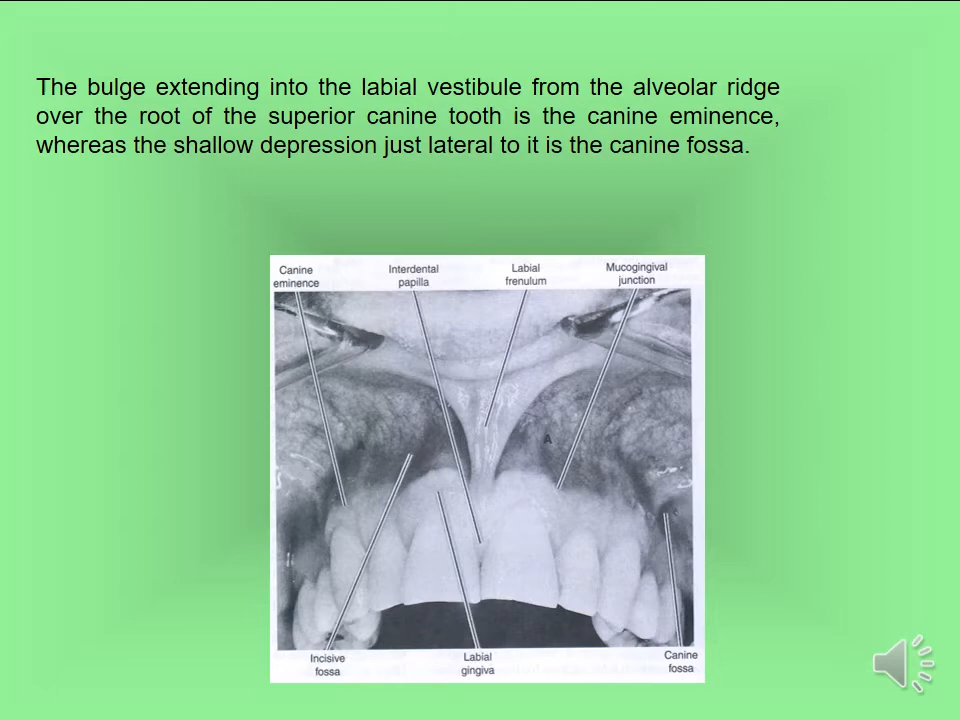 The bulge extending into the labial vestibule from the alveolar ridge
over the root of the superior canine tooth is the canine eminence,
whereas the shallow depression just lateral to it is the canine fossa.
Canine
eminence
Interdental
papilla
Labial
frenulum
Mucogingival
junction
A
A
Incisive
fossa
Labial
gingiva
Canine
fossa